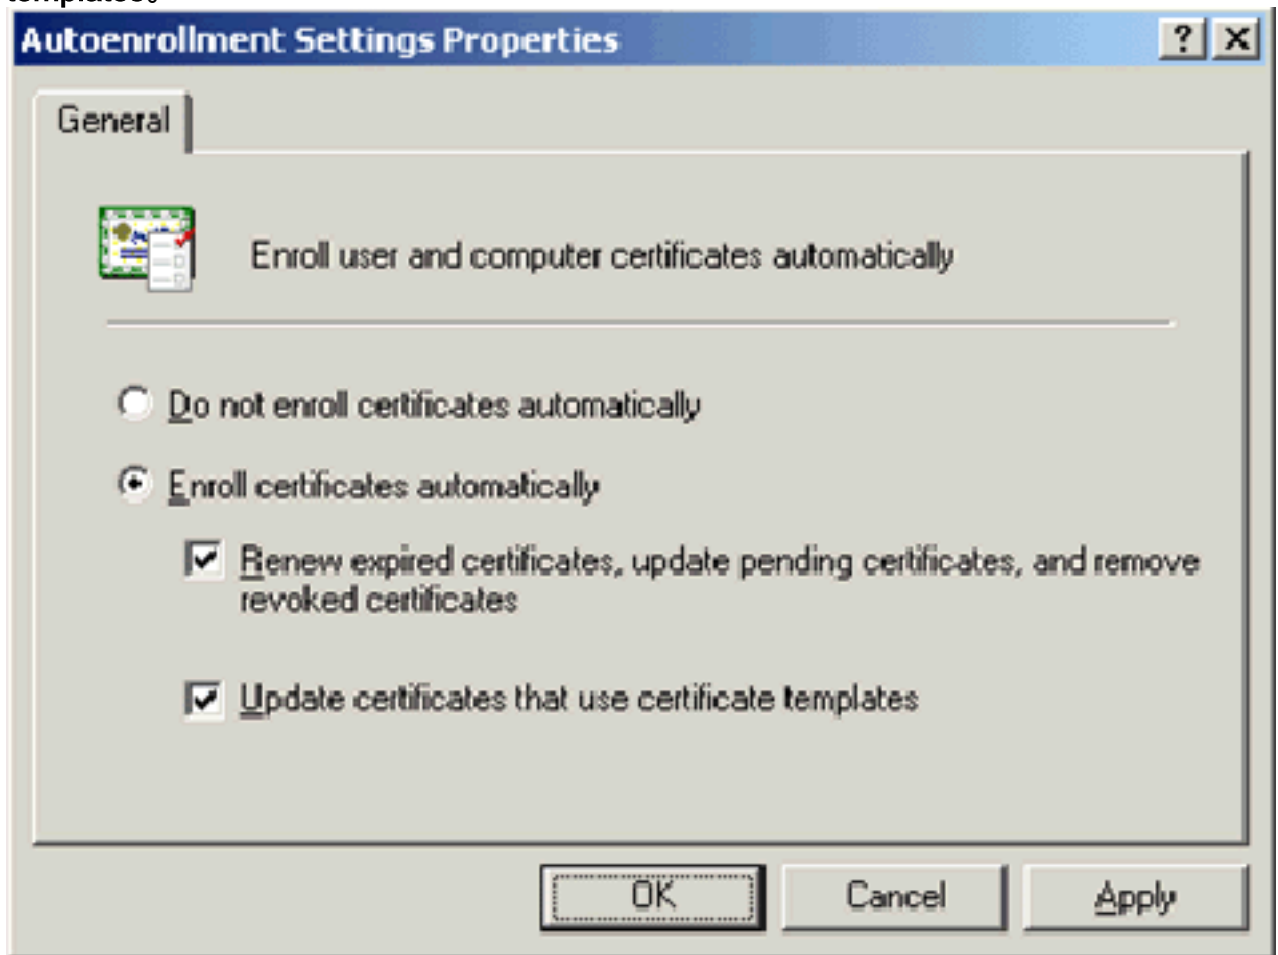 templates。
Autoenrollment Settings Properties
General
Enroll user and computer certificates automatically
Do not enroll certificates automatically
Enroll certificates automatically
Renew expired certificates, update pending certificates, and remove
revoked certificates
Update certificates that use certificate templates
OK Cancel Apply